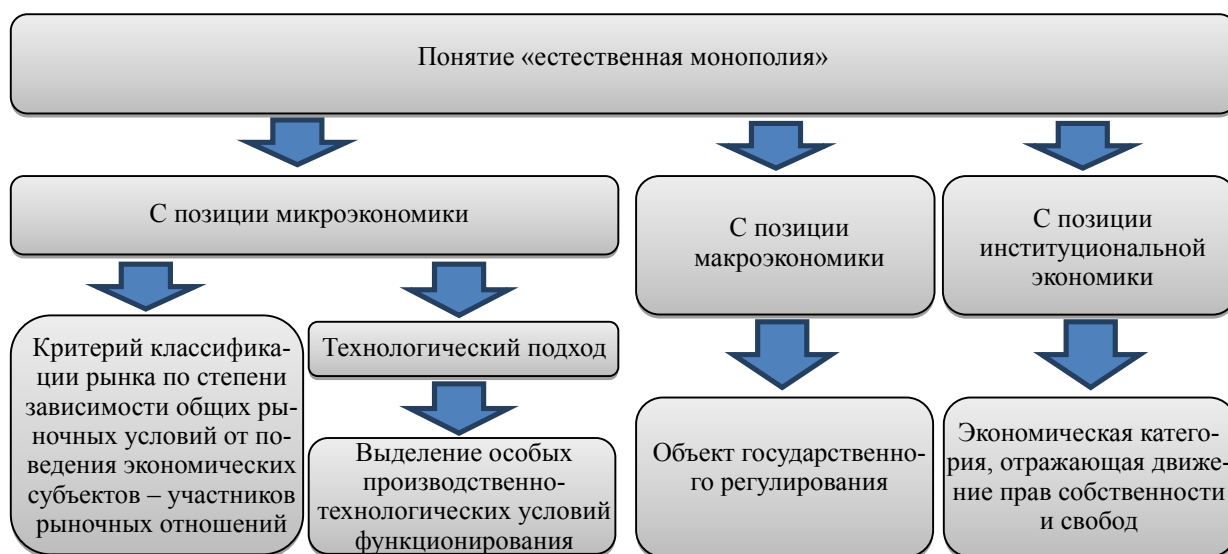 Понятие «естественная монополия»
С позиции микроэкономики
С позиции
макроэкономики
С позиции
институциональной
экономики
Критерий классифика-
ции рынка по степени
зависимости общих ры-
ночных условий от по-
ведения экономических
субъектов – участников
рыночных отношений
Технологический подход
Выделение особых
производственно-
технологических условий
функционирования
Объект государственно-
го регулирования
Экономическая катего-
рия, отражающая движе-
ние прав собственности
и свобод